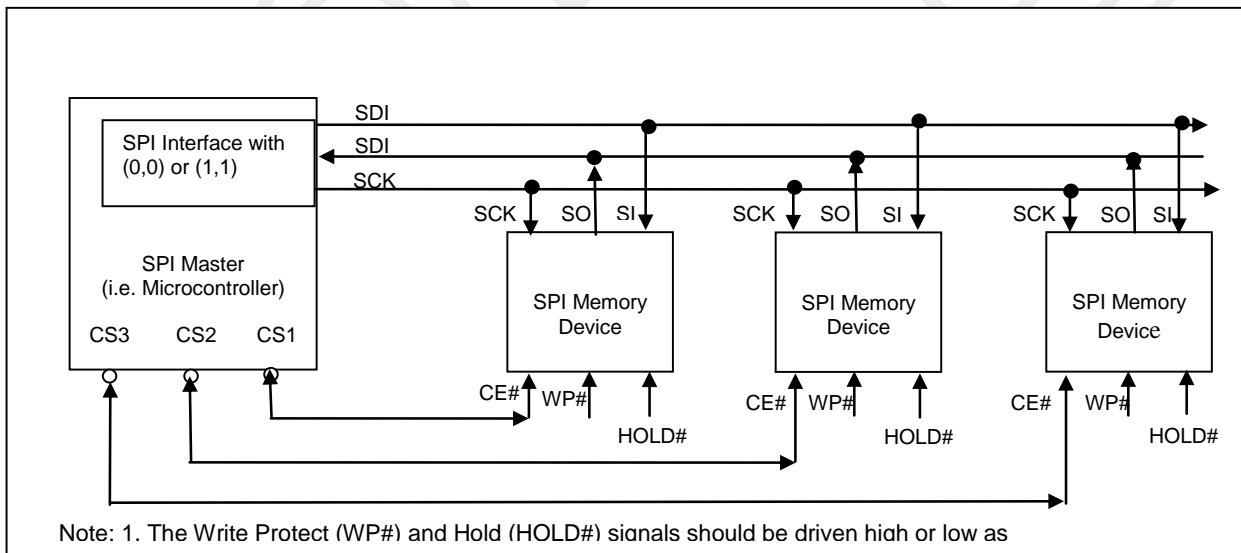 SDI
SPI Interface with
(0,0) or (1,1)
SDI
SCK
SCK SO SI
SCK SO SI
SCK SO SI
SPI Master
(i.e. Microcontroller)
SPI Memory
Device
SPI Memory
Device
SPI Memory
Device
CS3 CS2 CS1
CE# WP#
HOLD#
CE# WP#
HOLD#
CE# WP#
HOLD#
Note: 1. The Write Protect (WP#) and Hold (HOLD#) signals should be driven high or low as